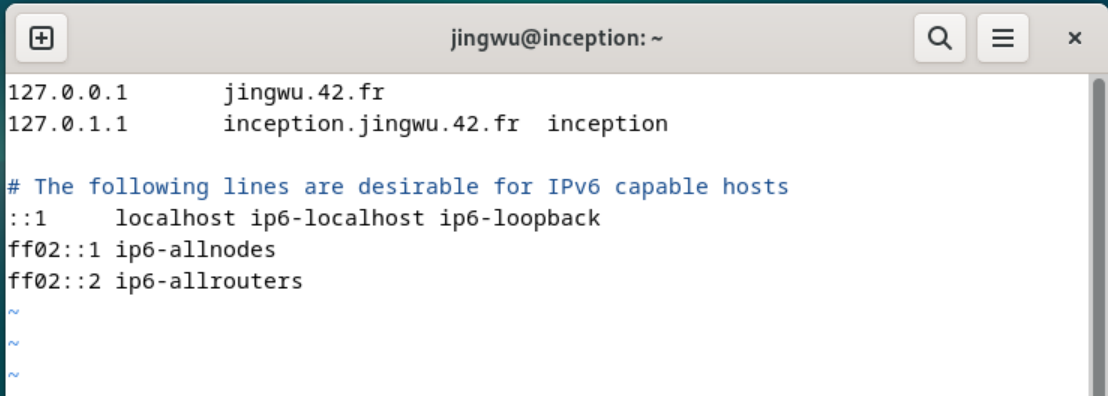 jingwu@inception: ~
127.0.0.1       jingwu.42.fr
127.0.1.1       inception.jingwu.42.fr  inception
# The following lines are desirable for IPv6 capable hosts
::1     localhost ip6-localhost ip6-loopback
ff02::1 ip6-allnodes
ff02::2 ip6-allrouters
~
~
~